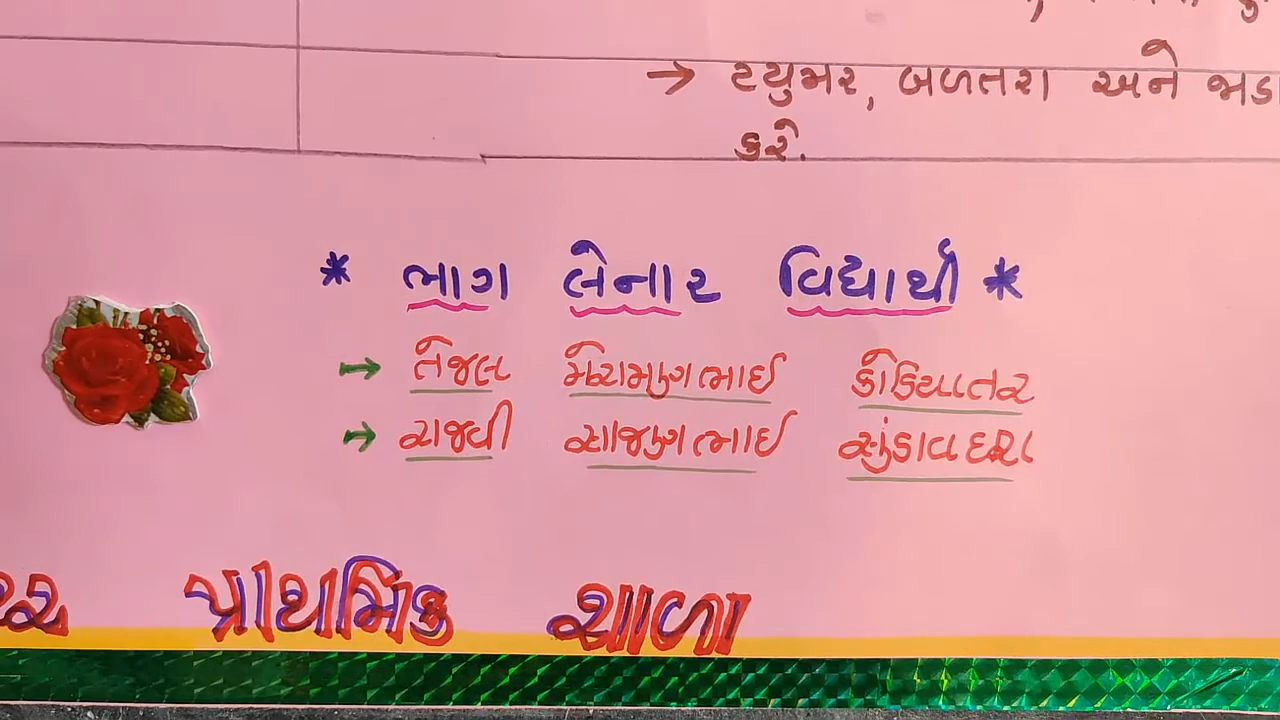 → ટયુમર, બળતરા અને
કરે.
* ભાગ લેનાર વિદ્યાર્થી *
→ તેજલ મેરામણભાઈ કોડિયાતર
→ રાજવી સાજણભાઈ સુંડાવદરા
પ્રાથમિક શાળા